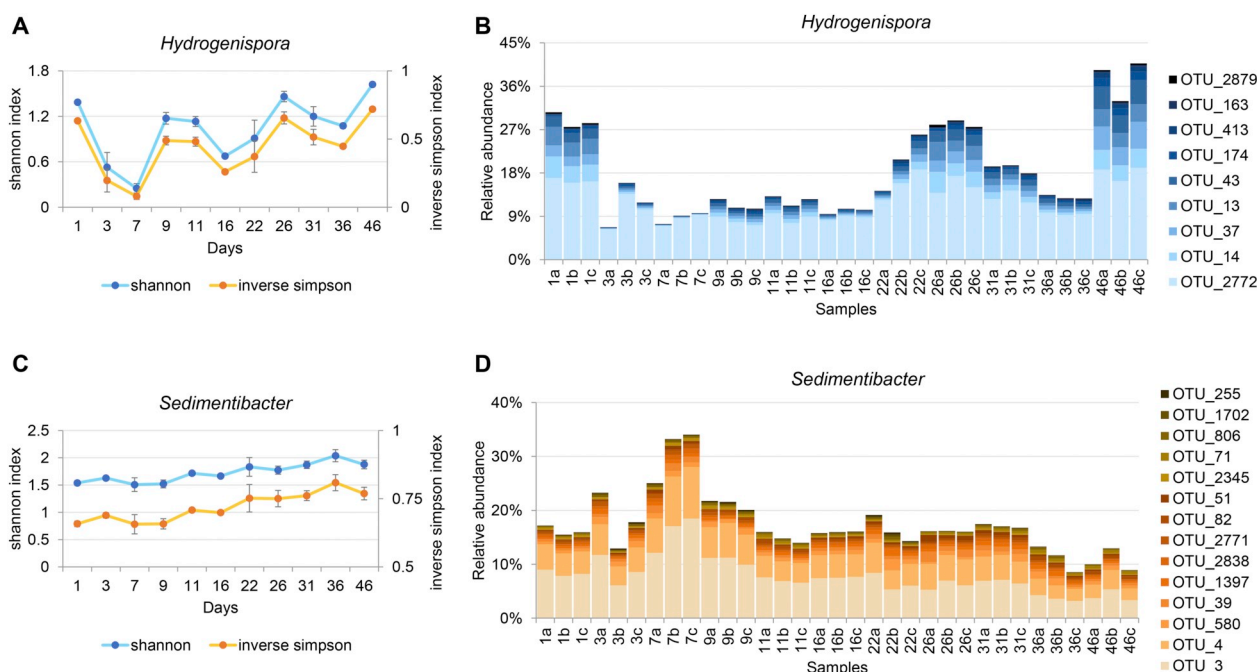 A
Hydrogenispora
1.8
1.2
0.6
0
1
0.5
0
shannon index
inverse simpson index
1 3 7 9 11 16 22 26 31 36 46
Days
shannon inverse simpson
B
Hydrogenispora
45%
36%
27%
18%
9%
0%
Relative abundance
1a 1b 1c 3a 3b 3c 7a 7b 7c 9a 9b 9c 11a 11b 11c 16a 16b 16c 22a 22b 22c 26a 26b 26c 31a 31b 31c 36a 36b 36c 46a 46b 46c
Samples
OTU_2879
OTU_163
OTU_413
OTU_174
OTU_43
OTU_13
OTU_37
OTU_14
OTU_2772
C
Sedimentibacter
2.5
2
1.5
1
0.5
0
1
0.75
0.5
shannon index
inverse simpson index
1 3 7 9 11 16 22 26 31 36 46
Days
shannon inverse simpson
D
Sedimentibacter
40%
30%
20%
10%
0%
Relative abundance
1a 1b 1c 3a 3b 3c 7a 7b 7c 9a 9b 9c 11a 11b 11c 16a 16b 16c 22a 22b 22c 26a 26b 26c 31a 31b 31c 36a 36b 36c 46a 46b 46c
Samples
OTU_255
OTU_1702
OTU_806
OTU_71
OTU_2345
OTU_51
OTU_82
OTU_2771
OTU_2838
OTU_1397
OTU_39
OTU_580
OTU_4
OTU_3